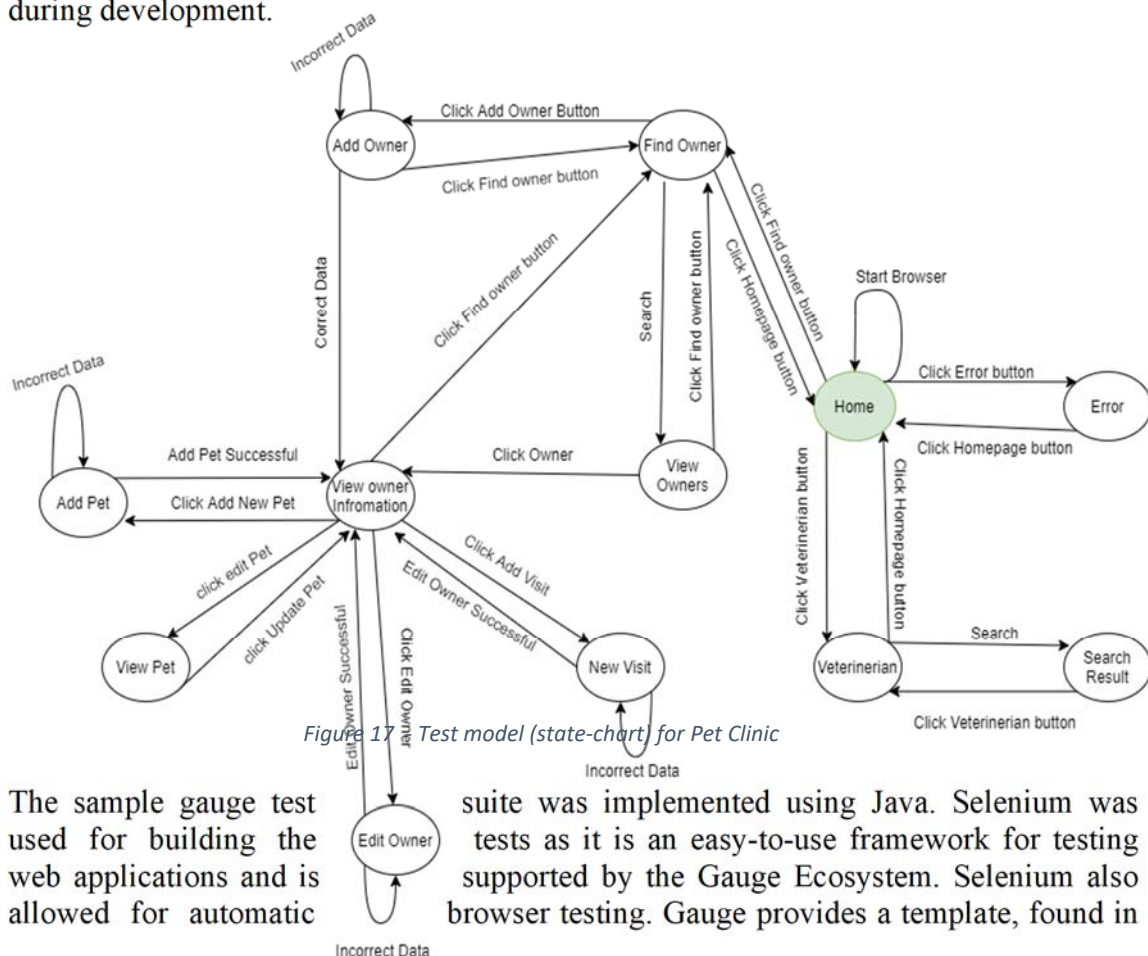 during development.
Incorrect Data
Click Add Owner Button
Add Owner
Find Owner
Click Find owner button
Click Find owner button
Click Homepage button
Correct Data
Click Find owner button
Search
Click Find owner button
Start Browser
Click Error button
Home
Error
Click Homepage button
Incorrect Data
Add Pet Successful
Click Owner
View
Owners
View owner
Infromation
Add Pet
Click Add New Pet
Click Veterinerian button
Click Homepage button
click edit Pet
click Update Pet
Click Add Visit
Edit Owner Successful
Edit Owner Successful
Click Edit Owner
View Pet
New Visit
Veterinerian
Search
Search
Result
Click Veterinerian button
Figure 17 Test model (state-chart) for Pet Clinic
Incorrect Data
The sample gauge test suite was implemented using Java. Selenium was
used for building the tests as it is an easy-to-use framework for testing
Edit Owner
web applications and is supported by the Gauge Ecosystem. Selenium also
allowed for automatic browser testing. Gauge provides a template, found in
Incorrect Data